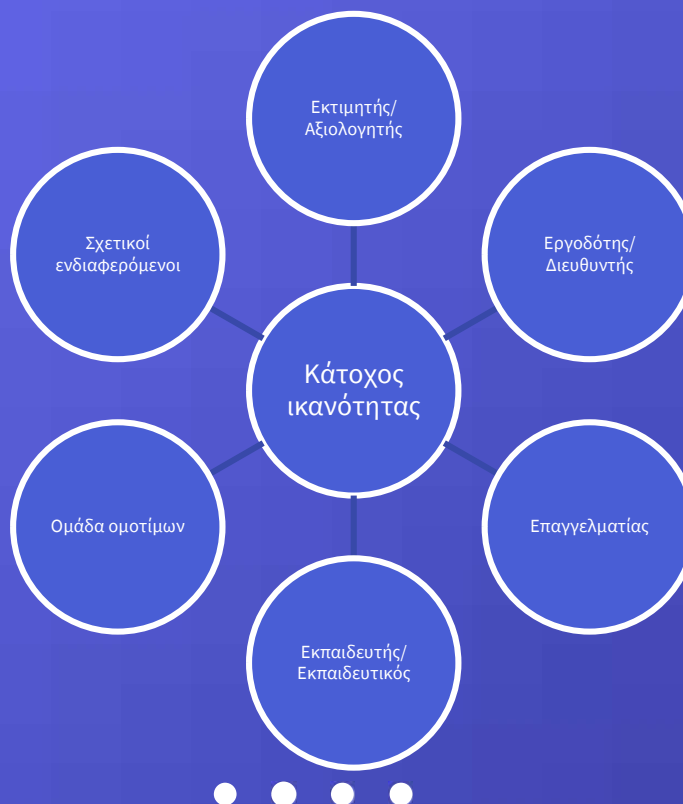 Εκτιμητής/
Αξιολογητής
Σχετικοί
ενδιαφερόμενοι
Εργοδότης/
Διευθυντής
Κάτοχος
ικανότητας
Ομάδα ομοτίμων
Επαγγελματίας
Εκπαιδευτής/
Εκπαιδευτικός